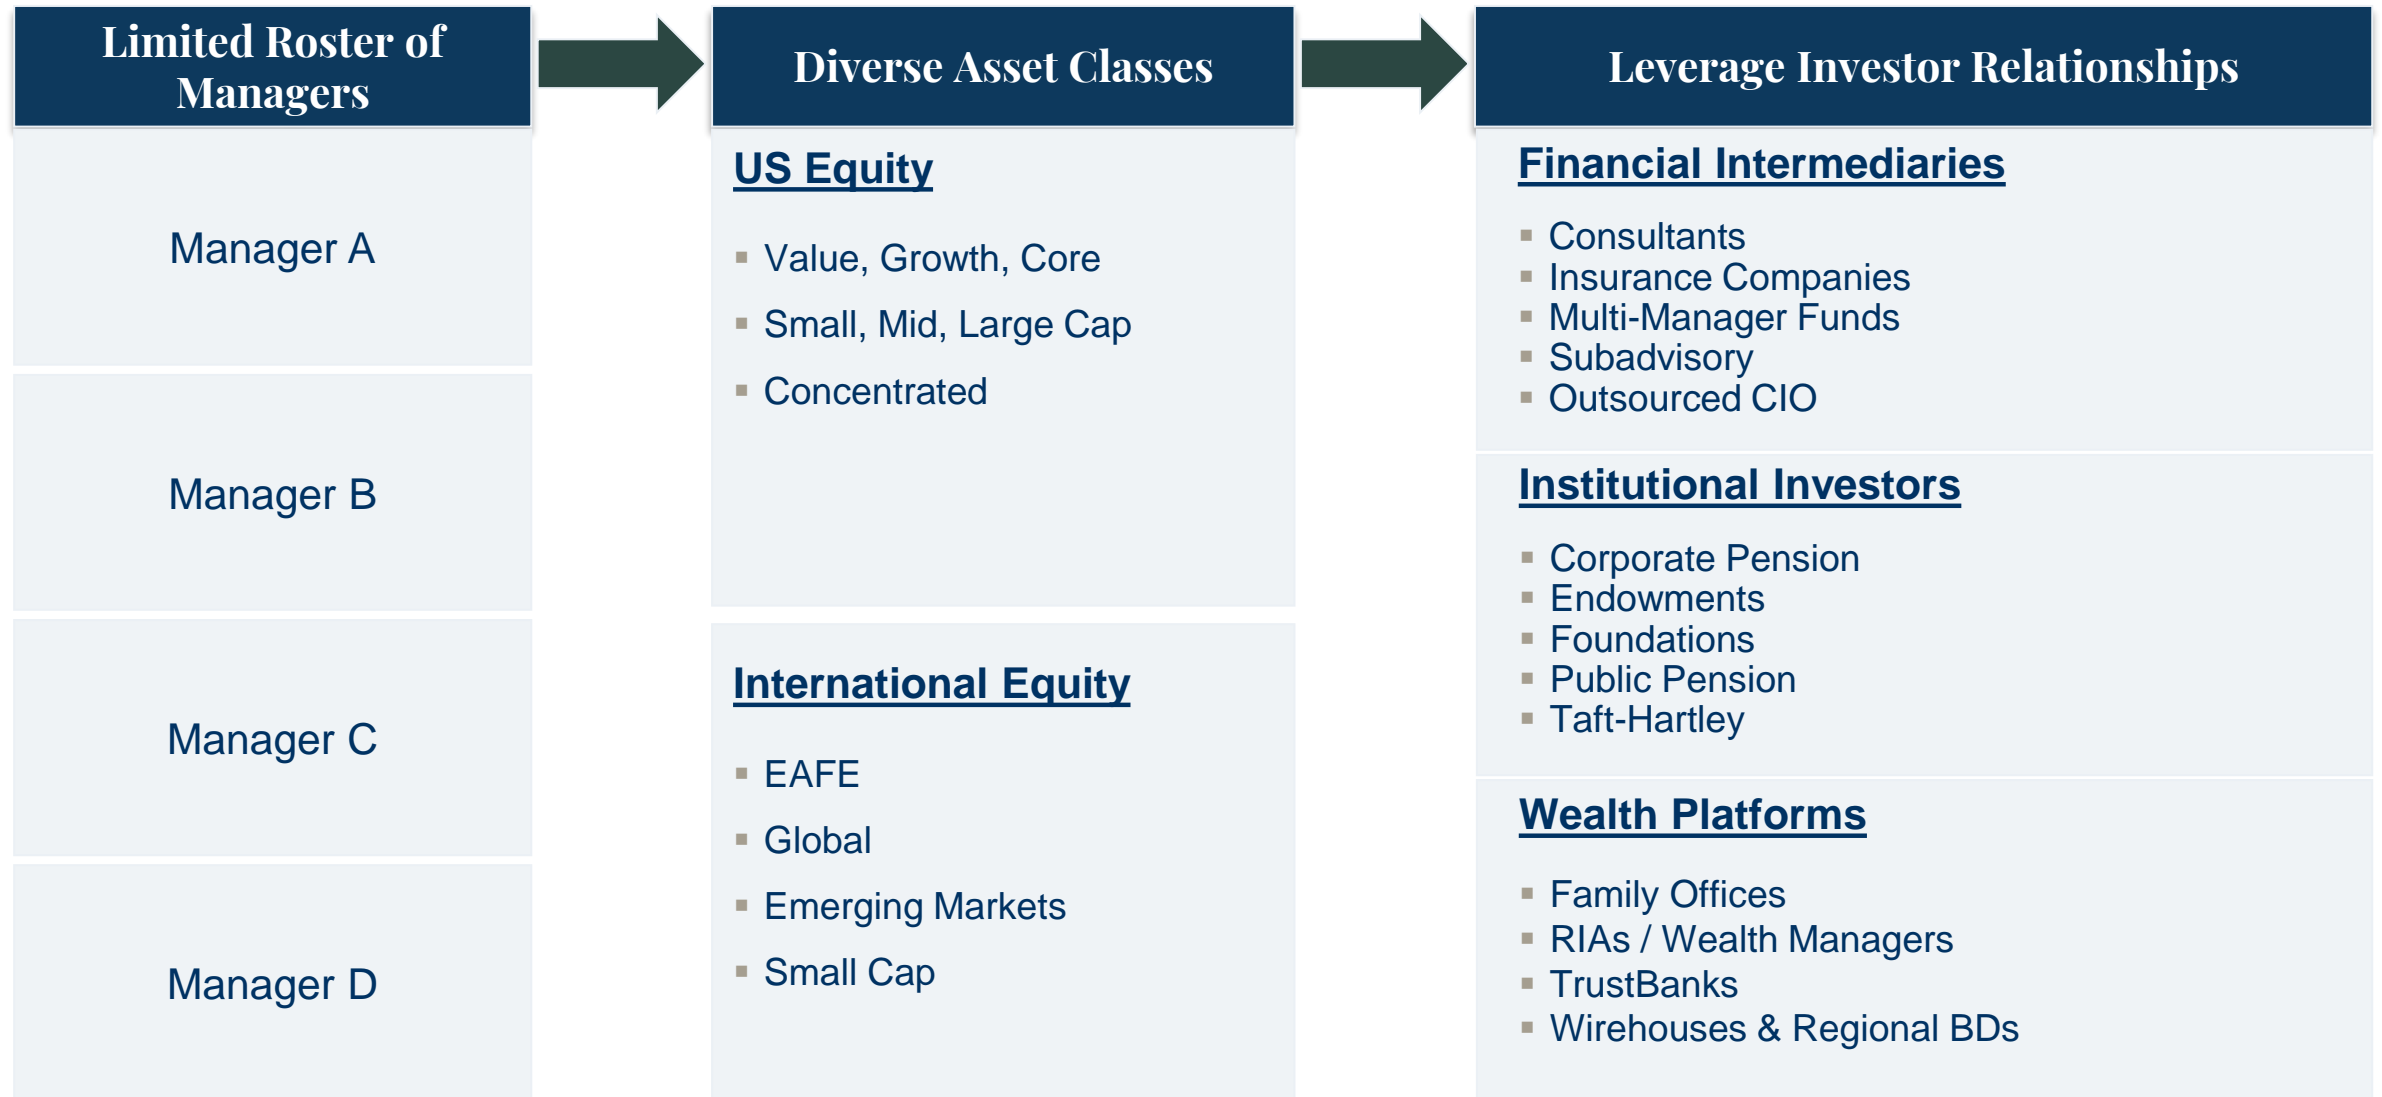 Limited Roster of
Managers
Manager A
Manager B
Manager C
Manager D
Diverse Asset Classes
US Equity
▪ Value, Growth, Core
▪ Small, Mid, Large Cap
▪ Concentrated
International Equity
▪ EAFE
▪ Global
▪ Emerging Markets
▪ Small Cap
Leverage Investor Relationships
Financial Intermediaries
▪ Consultants
▪ Insurance Companies
▪ Multi-Manager Funds
▪ Subadvisory
▪ Outsourced CIO
Institutional Investors
▪ Corporate Pension
▪ Endowments
▪ Foundations
▪ Public Pension
▪ Taft-Hartley
Wealth Platforms
▪ Family Offices
▪ RIAs / Wealth Managers
▪ TrustBanks
▪ Wirehouses & Regional BDs